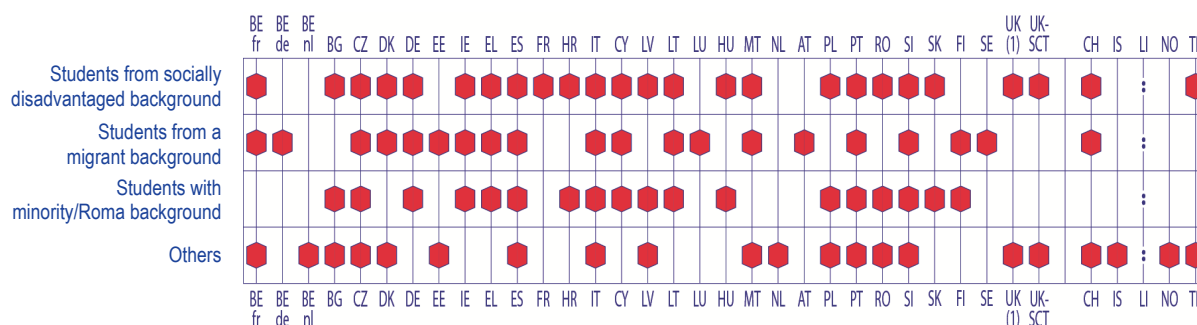 BE fr BE de BE nl BG CZ DK DE EE IE EL ES FR HR IT CY LV LT LU HU MT AT PL PT RO SI SK FI SE UK (1) UK-SCT CH IS LI NO
Students from socially
disadvantaged background :
Students from a
migrant background :
Students with
minority/Roma background :
Others :
BE fr BE de BE nl BG CZ DK DE EE IE EL ES FR HR IT CY LV LT LU HU MT AT PL PT RO SI SK FI SE UK (1) UK-SCT CH IS LI NO